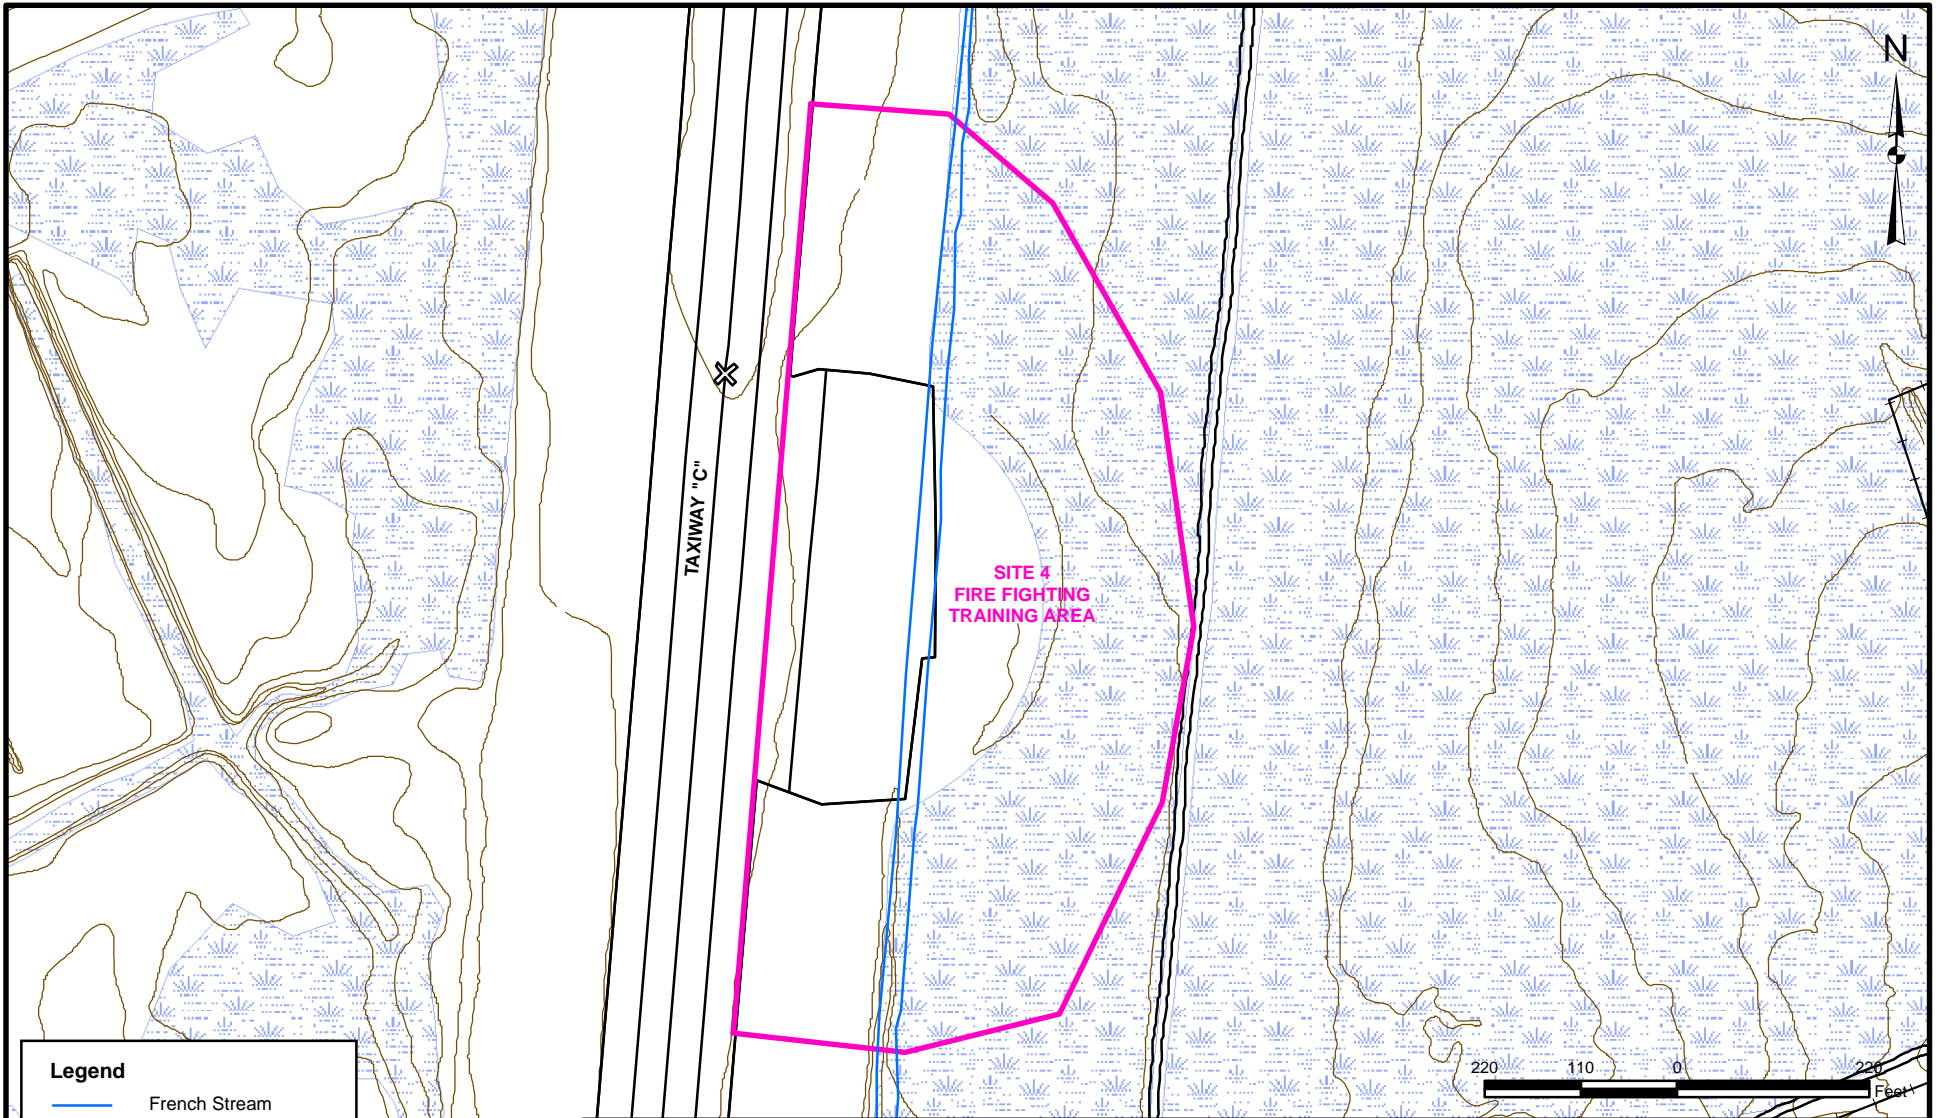 N
TAXIWAY "C"
SITE 4
FIRE FIGHTING
TRAINING AREA
220 110 0 220
Feet
Legend
French Stream